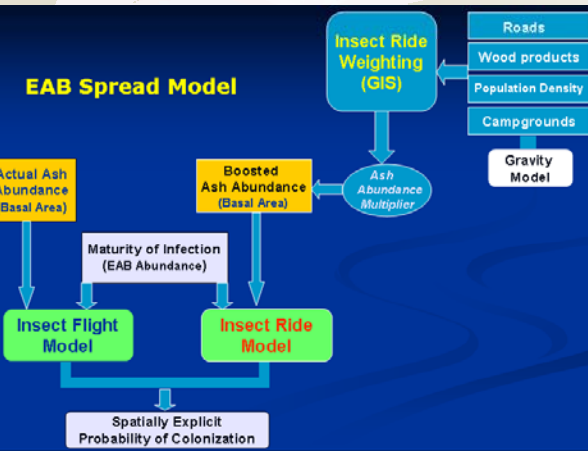 EAB Spread Model
Insect Ride
Weighting
(GIS)
Roads
Wood products
Population Density
Campgrounds
Gravity
Model
Actual Ash
Abundance
(Basal Area)
Boosted
Ash Abundance
(Basal Area)
Ash
Abundance
Multiplier
Maturity of Infection
(EAB Abundance)
Insect Flight
Model
Insect Ride
Model
Spatially Explicit
Probability of Colonization